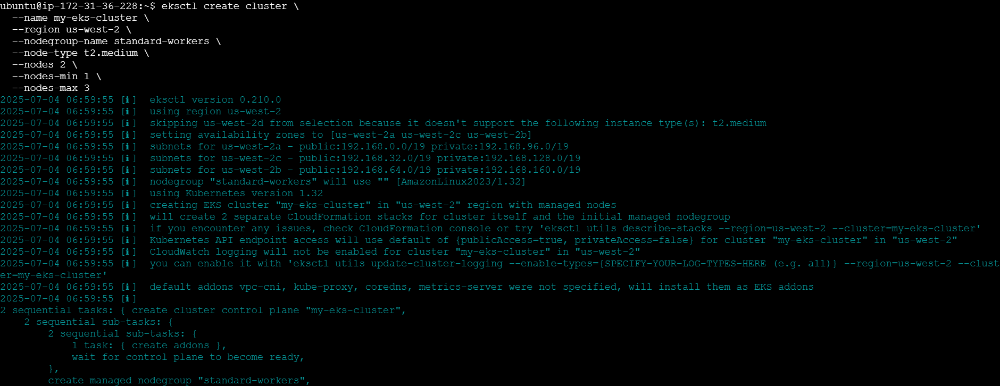 ubuntu@ip-172-31-36-228:~$ eksctl create cluster \
  --name my-eks-cluster \
  --region us-west-2 \
  --nodegroup-name standard-workers \
  --node-type t2.medium \
  --nodes 2 \
  --nodes-min 1 \
  --nodes-max 3
2025-07-04 06:59:55 [ℹ]  eksctl version 0.210.0
2025-07-04 06:59:55 [ℹ]  using region us-west-2
2025-07-04 06:59:55 [ℹ]  skipping us-west-2d from selection because it doesn't support the following instance type(s): t2.medium
2025-07-04 06:59:55 [ℹ]  setting availability zones to [us-west-2a us-west-2c us-west-2b]
2025-07-04 06:59:55 [ℹ]  subnets for us-west-2a - public:192.168.0.0/19 private:192.168.96.0/19
2025-07-04 06:59:55 [ℹ]  subnets for us-west-2c - public:192.168.32.0/19 private:192.168.128.0/19
2025-07-04 06:59:55 [ℹ]  subnets for us-west-2b - public:192.168.64.0/19 private:192.168.160.0/19
2025-07-04 06:59:55 [ℹ]  nodegroup "standard-workers" will use "" [AmazonLinux2023/1.32]
2025-07-04 06:59:55 [ℹ]  using Kubernetes version 1.32
2025-07-04 06:59:55 [ℹ]  creating EKS cluster "my-eks-cluster" in "us-west-2" region with managed nodes
2025-07-04 06:59:55 [ℹ]  will create 2 separate CloudFormation stacks for cluster itself and the initial managed nodegroup
2025-07-04 06:59:55 [ℹ]  if you encounter any issues, check CloudFormation console or try 'eksctl utils describe-stacks --region=us-west-2 --cluster=my-eks-cluster'
2025-07-04 06:59:55 [ℹ]  Kubernetes API endpoint access will use default of {publicAccess=true, privateAccess=false} for cluster "my-eks-cluster" in "us-west-2"
2025-07-04 06:59:55 [ℹ]  CloudWatch logging will not be enabled for cluster "my-eks-cluster" in "us-west-2"
2025-07-04 06:59:55 [ℹ]  you can enable it with 'eksctl utils update-cluster-logging --enable-types={SPECIFY-YOUR-LOG-TYPES-HERE (e.g. all)} --region=us-west-2 --clust
er=my-eks-cluster'
2025-07-04 06:59:55 [ℹ]  default addons vpc-cni, kube-proxy, coredns, metrics-server were not specified, will install them as EKS addons
2025-07-04 06:59:55 [ℹ]
2 sequential tasks: { create cluster control plane "my-eks-cluster",
    2 sequential sub-tasks: {
        2 sequential sub-tasks: {
            1 task: { create addons },
            wait for control plane to become ready,
        },
        create managed nodegroup "standard-workers",